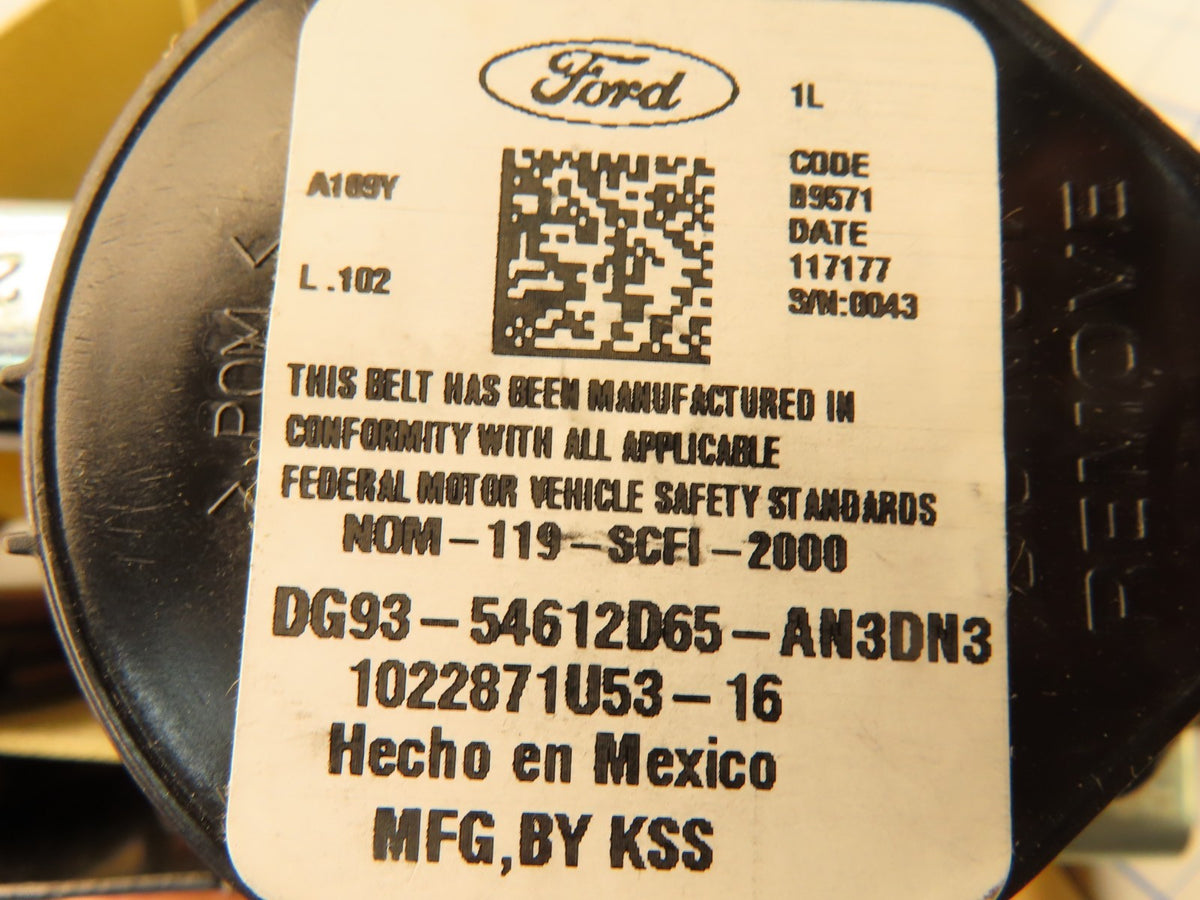 Ford
1L
A109Y
L.102
CODE
B9571
DATE
117177
S/N:0043
THIS BELT HAS BEEN MANUFACTURED IN
CONFORMITY WITH ALL APPLICABLE
FEDERAL MOTOR VEHICLE SAFETY STANDARDS
NOM-119-SCFI-2000
DG93-54612D65-AN3DN3
1022871U53-16
Hecho en Mexico
MFG,BY KSS
>POM<